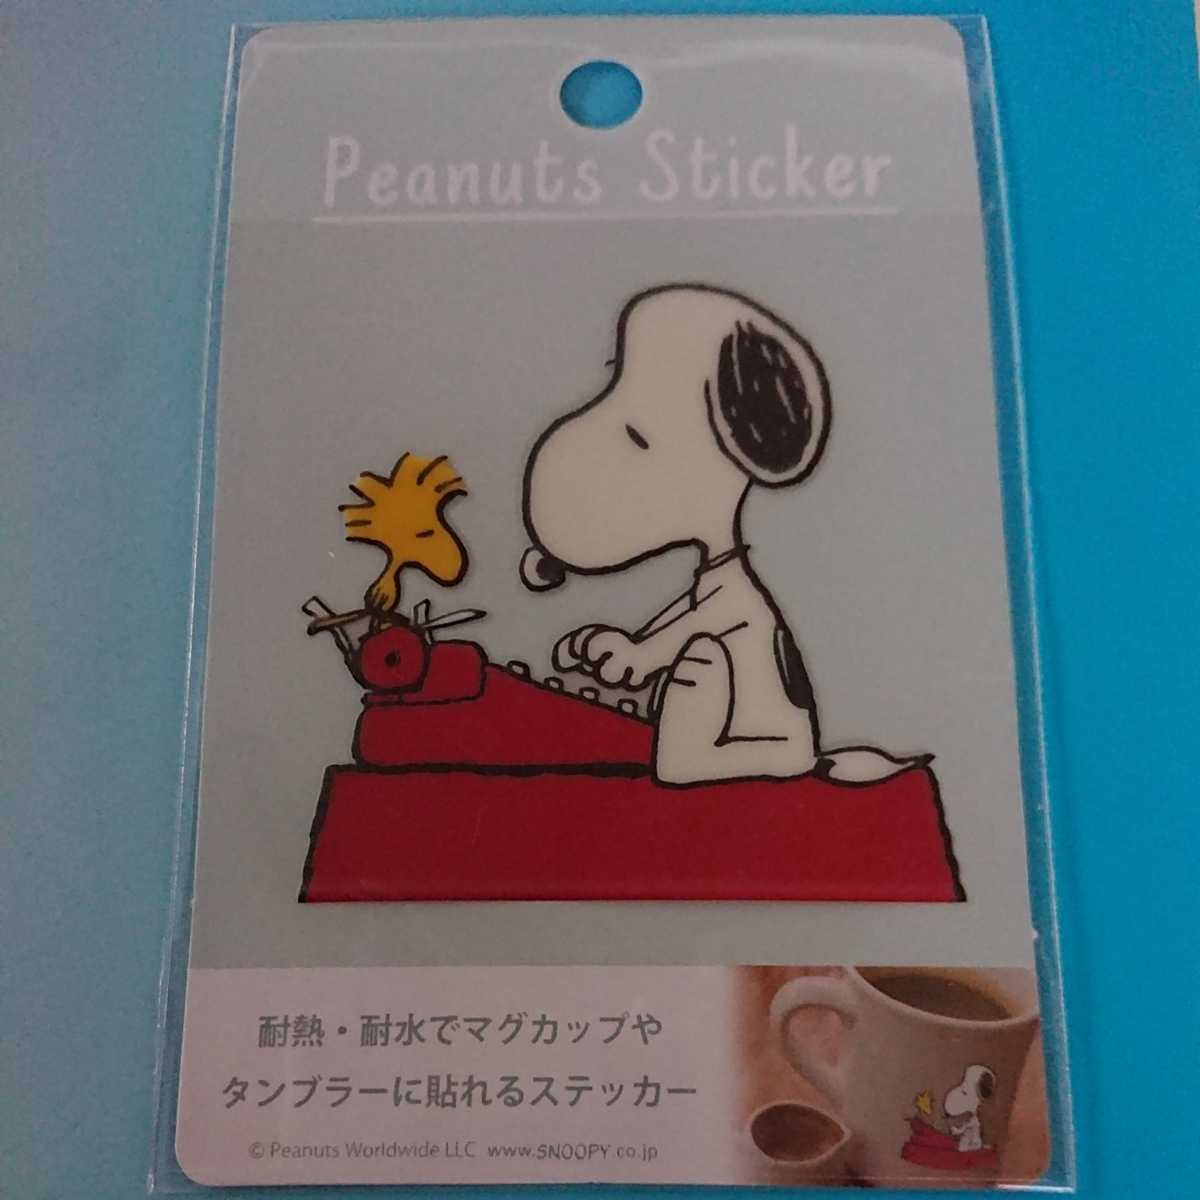 Peanuts Sticker
耐熱・耐水でマグカップや
タンブラーに貼れるステッカー
© Peanuts Worldwide LLC www.SNOOPY.co.jp